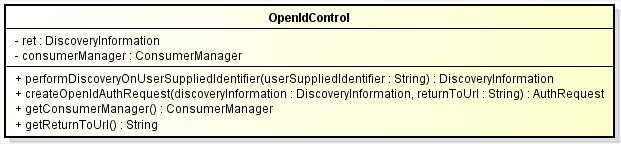 OpenIdControl
- ret : DiscoveryInformation
- consumerManager : ConsumerManager
+ performDiscoveryOnUserSuppliedIdentifier(userSuppliedIdentifier : String) : DiscoveryInformation
+ createOpenIdAuthRequest(discoveryInformation : DiscoveryInformation, returnToUrl : String) : AuthRequest
+ getConsumerManager() : ConsumerManager
+ getReturnToUrl() : String